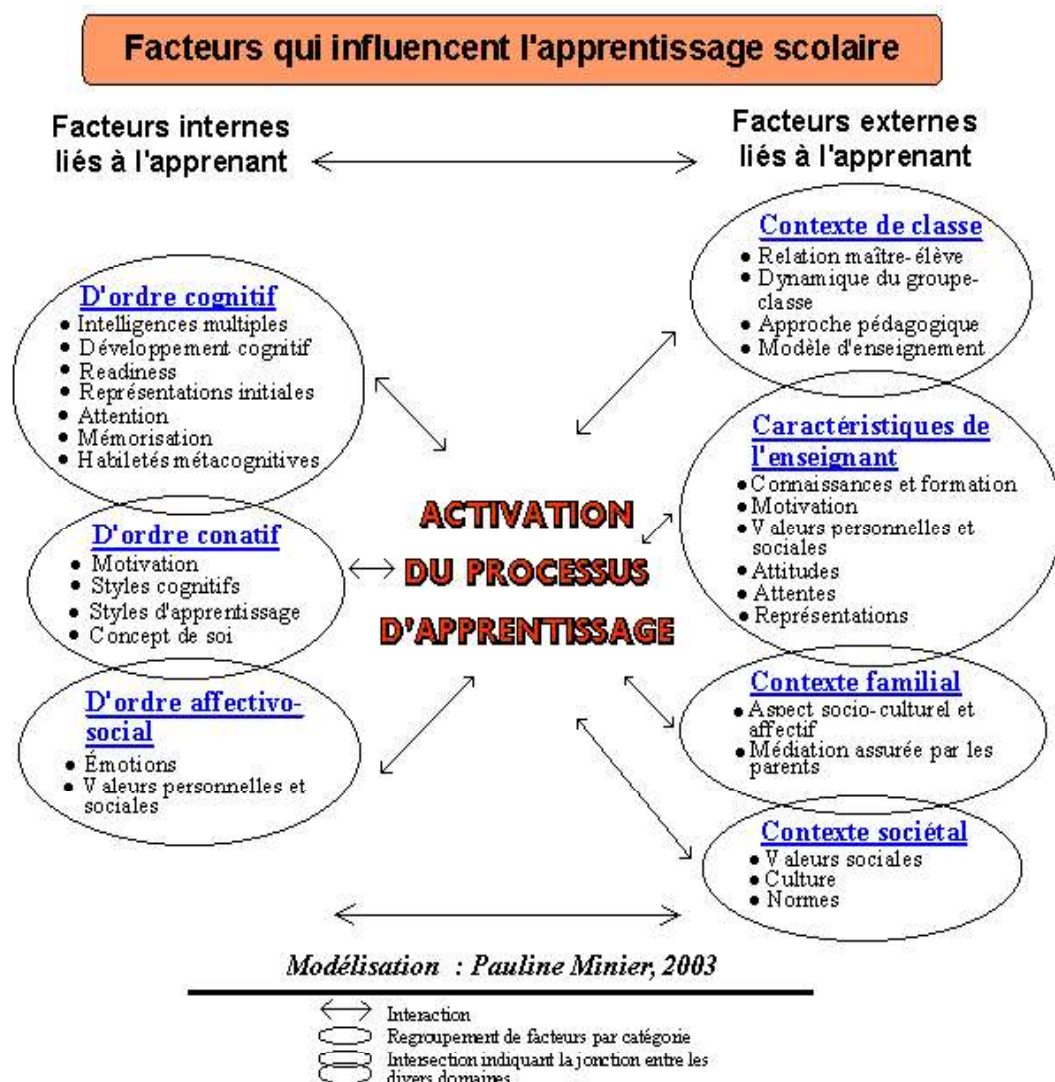 Facteurs qui influencent l'apprentissage scolaire
Facteurs internes
liés à l'apprenant
Facteurs externes
liés à l'apprenant
D'ordre cognitif
• Intelligences multiples
• Développement cognitif
• Readiness
• Représentations initiales
• Attention
• Mémorisation
• Habiletés métacognitives
D'ordre conatif
• Motivation
• Styles cognitifs
• Styles d'apprentissage
• Concept de soi
D'ordre affectivo-
social
• Émotions
• Valeurs personnelles et
sociales
ACTIVATION
DU PROCESSUS
D'APPRENTISSAGE
Contexte de classe
• Relation maître-élève
• Dynamique du groupe-
classe
• Approche pédagogique
• Modèle d'enseignement
Caractéristiques de
l'enseignant
• Connaissances et formation
• Motivation
• Valeurs personnelles et
sociales
• Attitudes
• Attentes
• Représentations
Contexte familial
• Aspect socio-culturel et
affectif
• Médiation assurée par les
parents
Contexte sociétal
• Valeurs sociales
• Culture
• Normes
Modélisation : Pauline Minier, 2003
Interaction
Regroupement de facteurs par catégorie
Intersection indiquant la jonction entre les
divers domaines